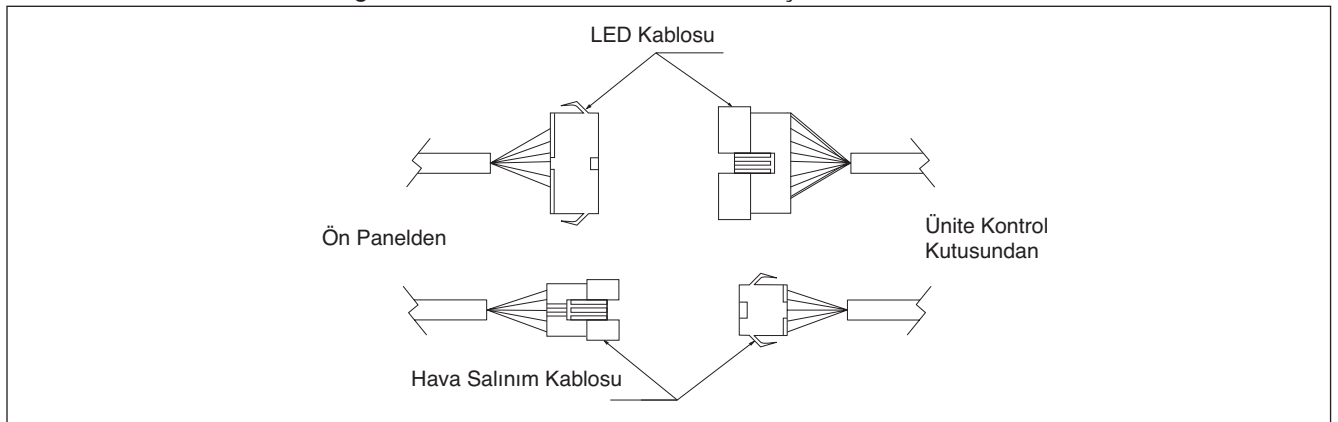 LED Kablosu
Ön Panelden
Ünite Kontrol
Kutusundan
Hava Salınım Kablosu